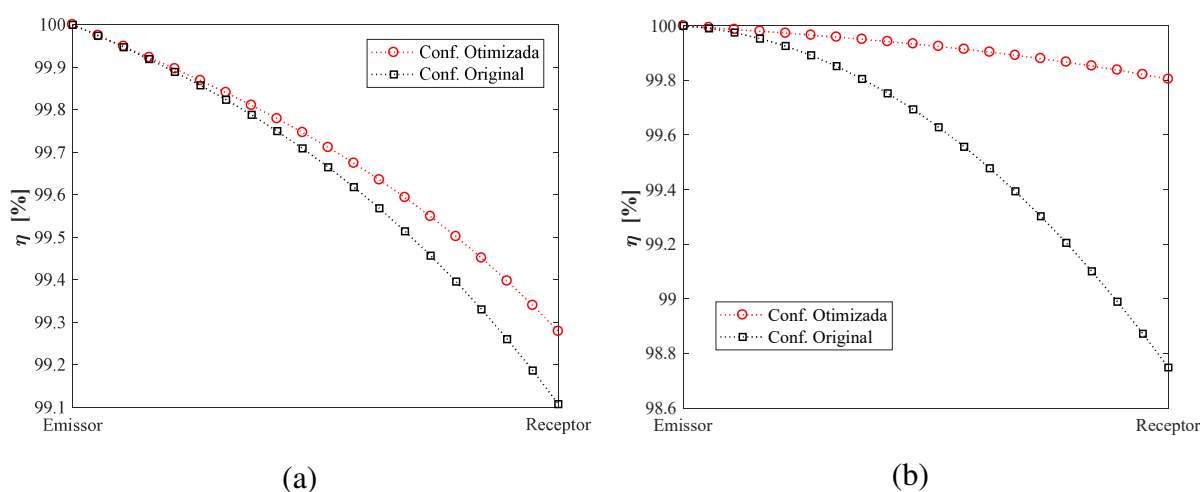 100
99.9
99.8
99.7
99.6
99.5
99.4
99.3
99.2
99.1
η [%]
Emissor
Receptor
Conf. Otimizada
Conf. Original
(a)
100
99.8
99.6
99.4
99.2
99
98.8
98.6
η [%]
Emissor
Receptor
Conf. Otimizada
Conf. Original
(b)